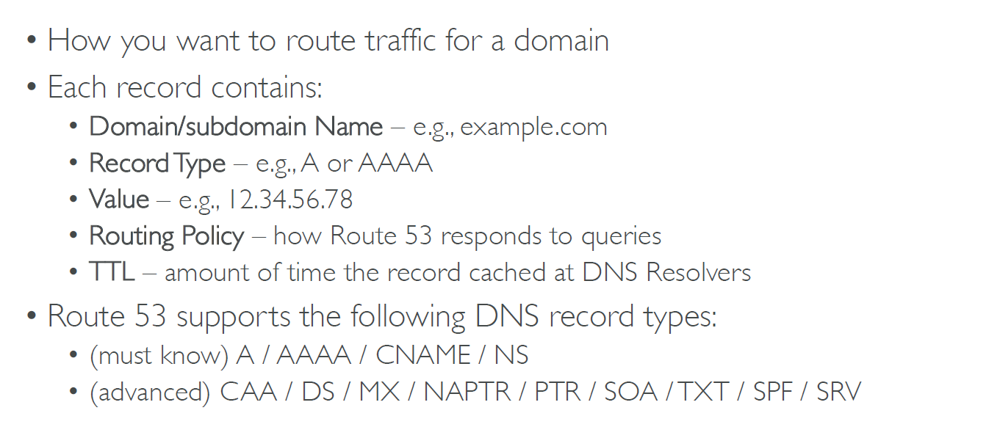 • How you want to route traffic for a domain
• Each record contains:
• Domain/subdomain Name – e.g., example.com
• Record Type – e.g., A or AAAA
• Value – e.g., 12.34.56.78
• Routing Policy – how Route 53 responds to queries
• TTL – amount of time the record cached at DNS Resolvers
• Route 53 supports the following DNS record types:
• (must know) A / AAAA / CNAME / NS
• (advanced) CAA / DS / MX / NAPTR / PTR / SOA / TXT / SPF / SRV